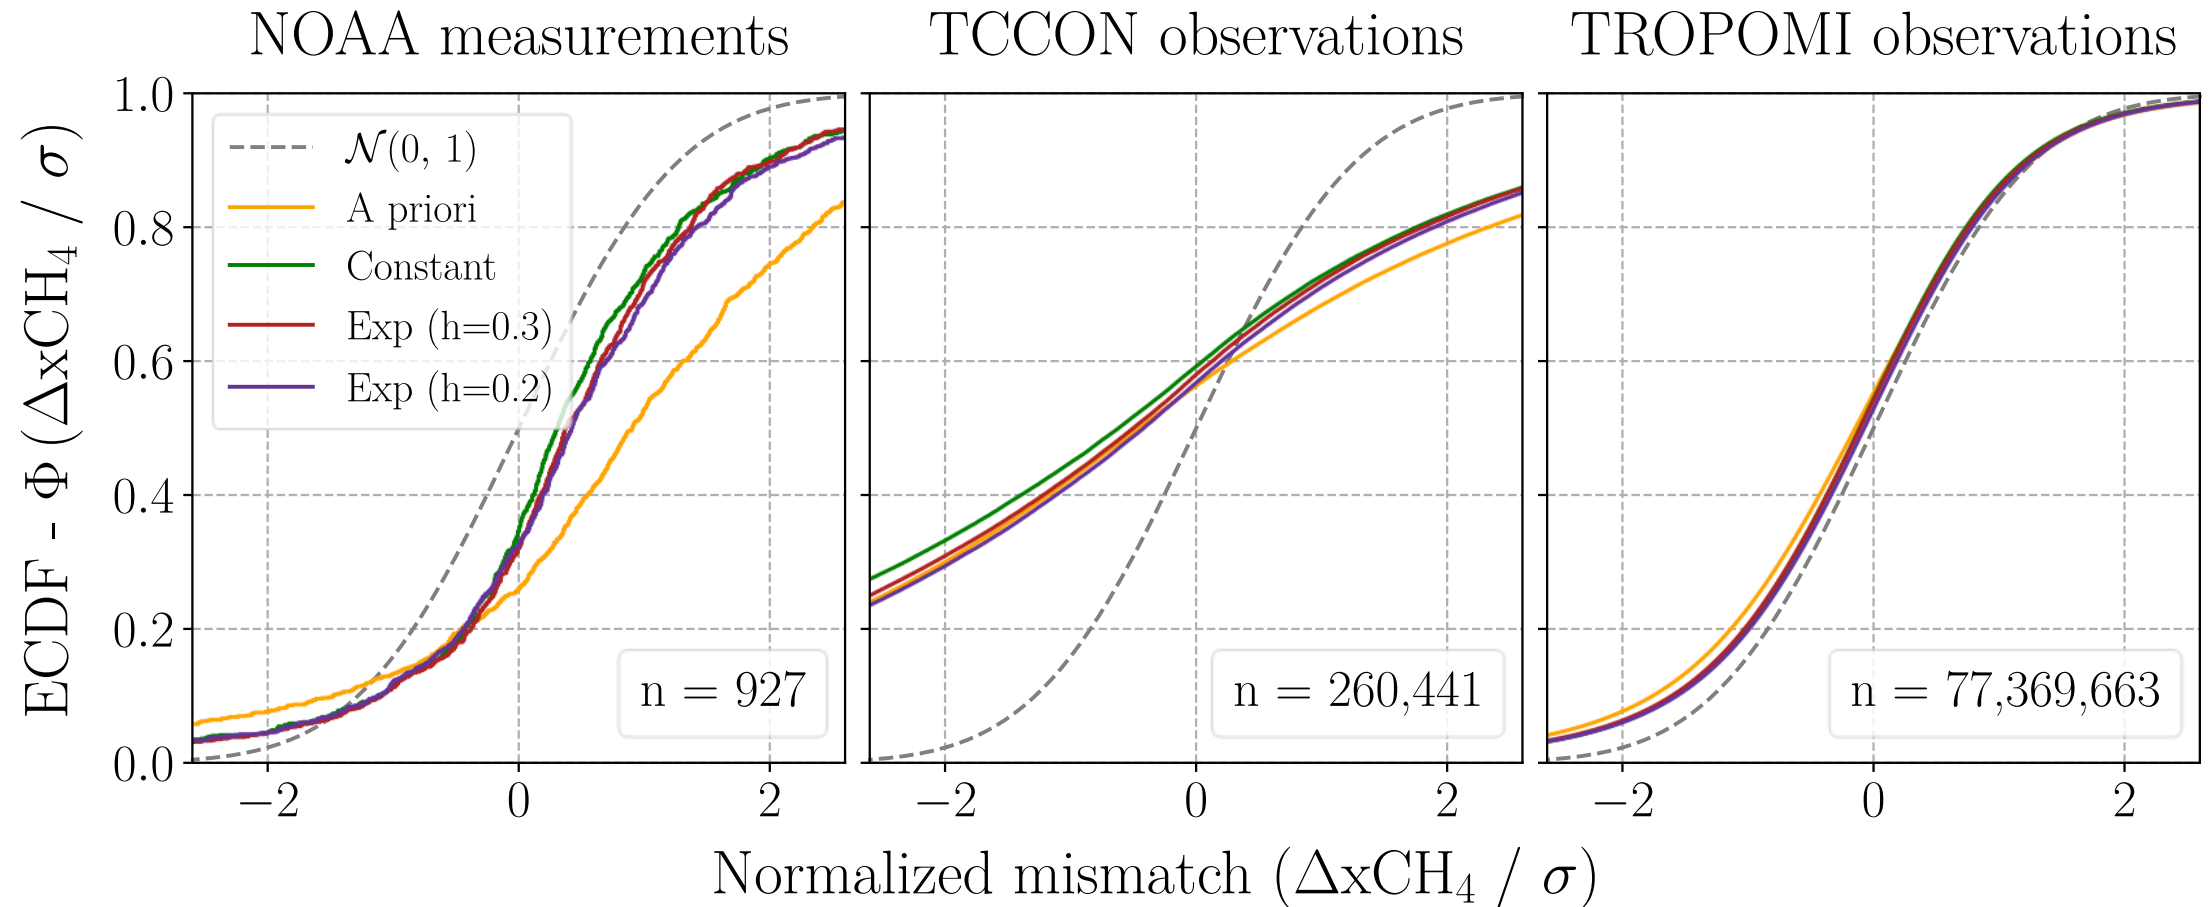 NOAA measurements
TCCON observations
TROPOMI observations
ECDF - Φ (ΔxCH₄ / σ)
1.0
0.8
0.6
0.4
0.2
0.0
𝒩(0, 1)
A priori
Constant
Exp (h=0.3)
Exp (h=0.2)
n = 927
n = 260,441
n = 77,369,663
−2 0 2
−2 0 2
−2 0 2
Normalized mismatch (ΔxCH₄ / σ)